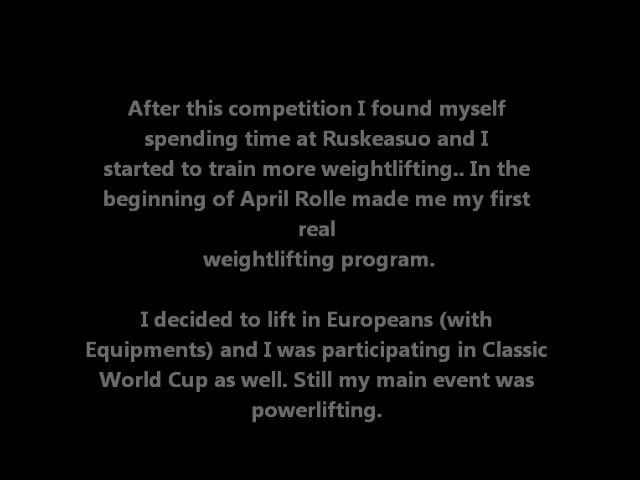 After this competition I found myself
spending time at Ruskeasuo and I
started to train more weightlifting.. In the
beginning of April Rolle made me my first
real
weightlifting program.
I decided to lift in Europeans (with
Equipments) and I was participating in Classic
World Cup as well. Still my main event was
powerlifting.